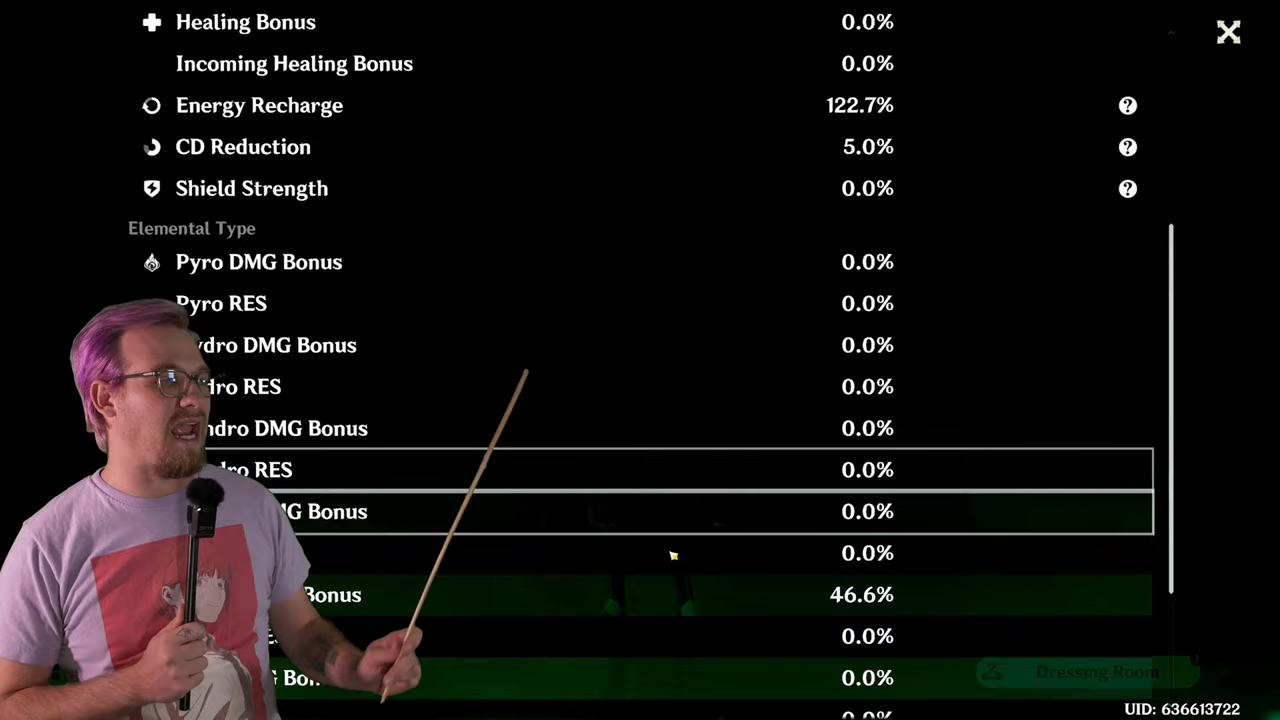 Healing Bonus 0.0%
Incoming Healing Bonus 0.0%
Energy Recharge 122.7% ?
CD Reduction 5.0% ?
Shield Strength 0.0% ?
Elemental Type
Pyro DMG Bonus 0.0%
Pyro RES 0.0%
ydro DMG Bonus 0.0%
dro RES 0.0%
ndro DMG Bonus 0.0%
dro RES 0.0%
G Bonus 0.0%
0.0%
Bonus 46.6%
0.0%
G Bon 0.0%
Dressing Room
UID: 636613722